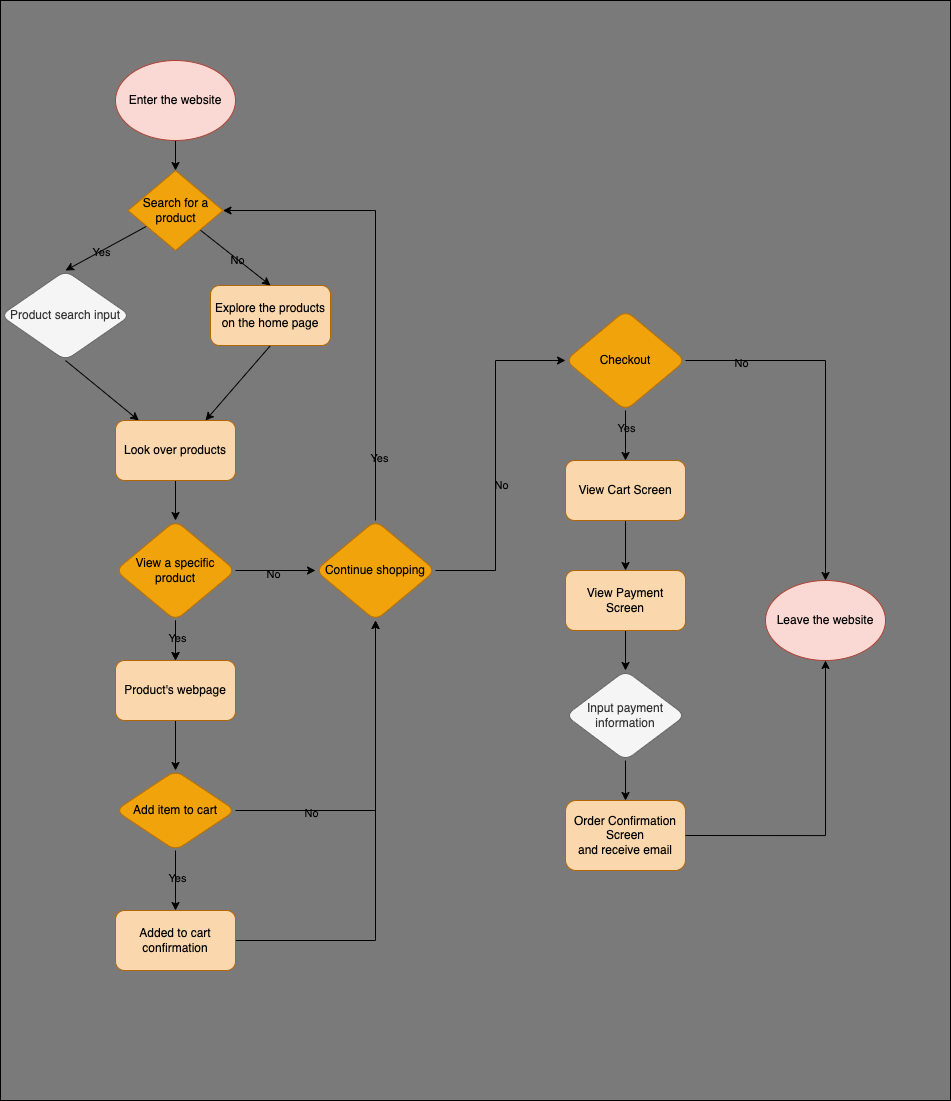 Enter the website
Search for a
product
Yes
No
Product search input
Explore the products
on the home page
Look over products
Yes
View a specific
product
No
Continue shopping
No
Yes
Product's webpage
Add item to cart
No
Yes
Added to cart
confirmation
Checkout
No
Yes
View Cart Screen
View Payment
Screen
Input payment
information
Order Confirmation
Screen
and receive email
Leave the website